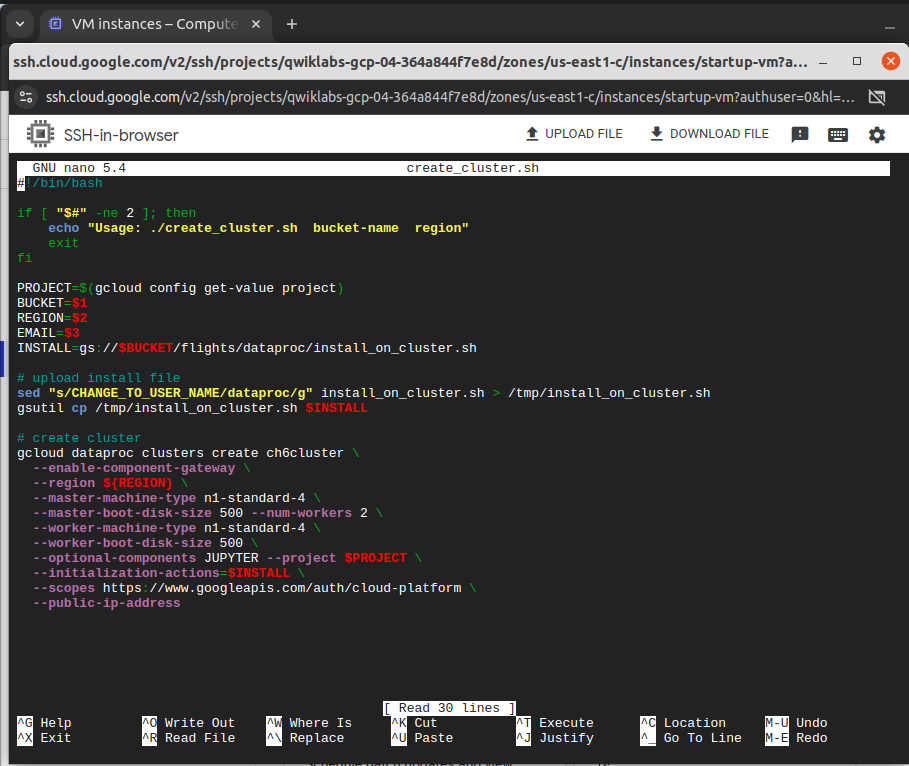 VM instances – Compute
ssh.cloud.google.com/v2/ssh/projects/qwiklabs-gcp-04-364a844f7e8d/zones/us-east1-c/instances/startup-vm?a...
ssh.cloud.google.com/v2/ssh/projects/qwiklabs-gcp-04-364a844f7e8d/zones/us-east1-c/instances/startup-vm?authuser=0&hl=...
SSH-in-browser UPLOAD FILE DOWNLOAD FILE
GNU nano 5.4 create_cluster.sh
#!/bin/bash
if [ "$#" -ne 2 ]; then
    echo "Usage: ./create_cluster.sh  bucket-name  region"
    exit
fi
PROJECT=$(gcloud config get-value project)
BUCKET=$1
REGION=$2
EMAIL=$3
INSTALL=gs://$BUCKET/flights/dataproc/install_on_cluster.sh
# upload install file
sed "s/CHANGE_TO_USER_NAME/dataproc/g" install_on_cluster.sh > /tmp/install_on_cluster.sh
gsutil cp /tmp/install_on_cluster.sh $INSTALL
# create cluster
gcloud dataproc clusters create ch6cluster \
  --enable-component-gateway \
  --region ${REGION} \
  --master-machine-type n1-standard-4 \
  --master-boot-disk-size 500 --num-workers 2 \
  --worker-machine-type n1-standard-4 \
  --worker-boot-disk-size 500 \
  --optional-components JUPYTER --project $PROJECT \
  --initialization-actions=$INSTALL \
  --scopes https://www.googleapis.com/auth/cloud-platform \
  --public-ip-address
[ Read 30 lines ]
^G Help ^O Write Out ^W Where Is ^K Cut ^T Execute ^C Location M-U Undo
^X Exit ^R Read File ^\ Replace ^U Paste ^J Justify ^_ Go To Line M-E Redo